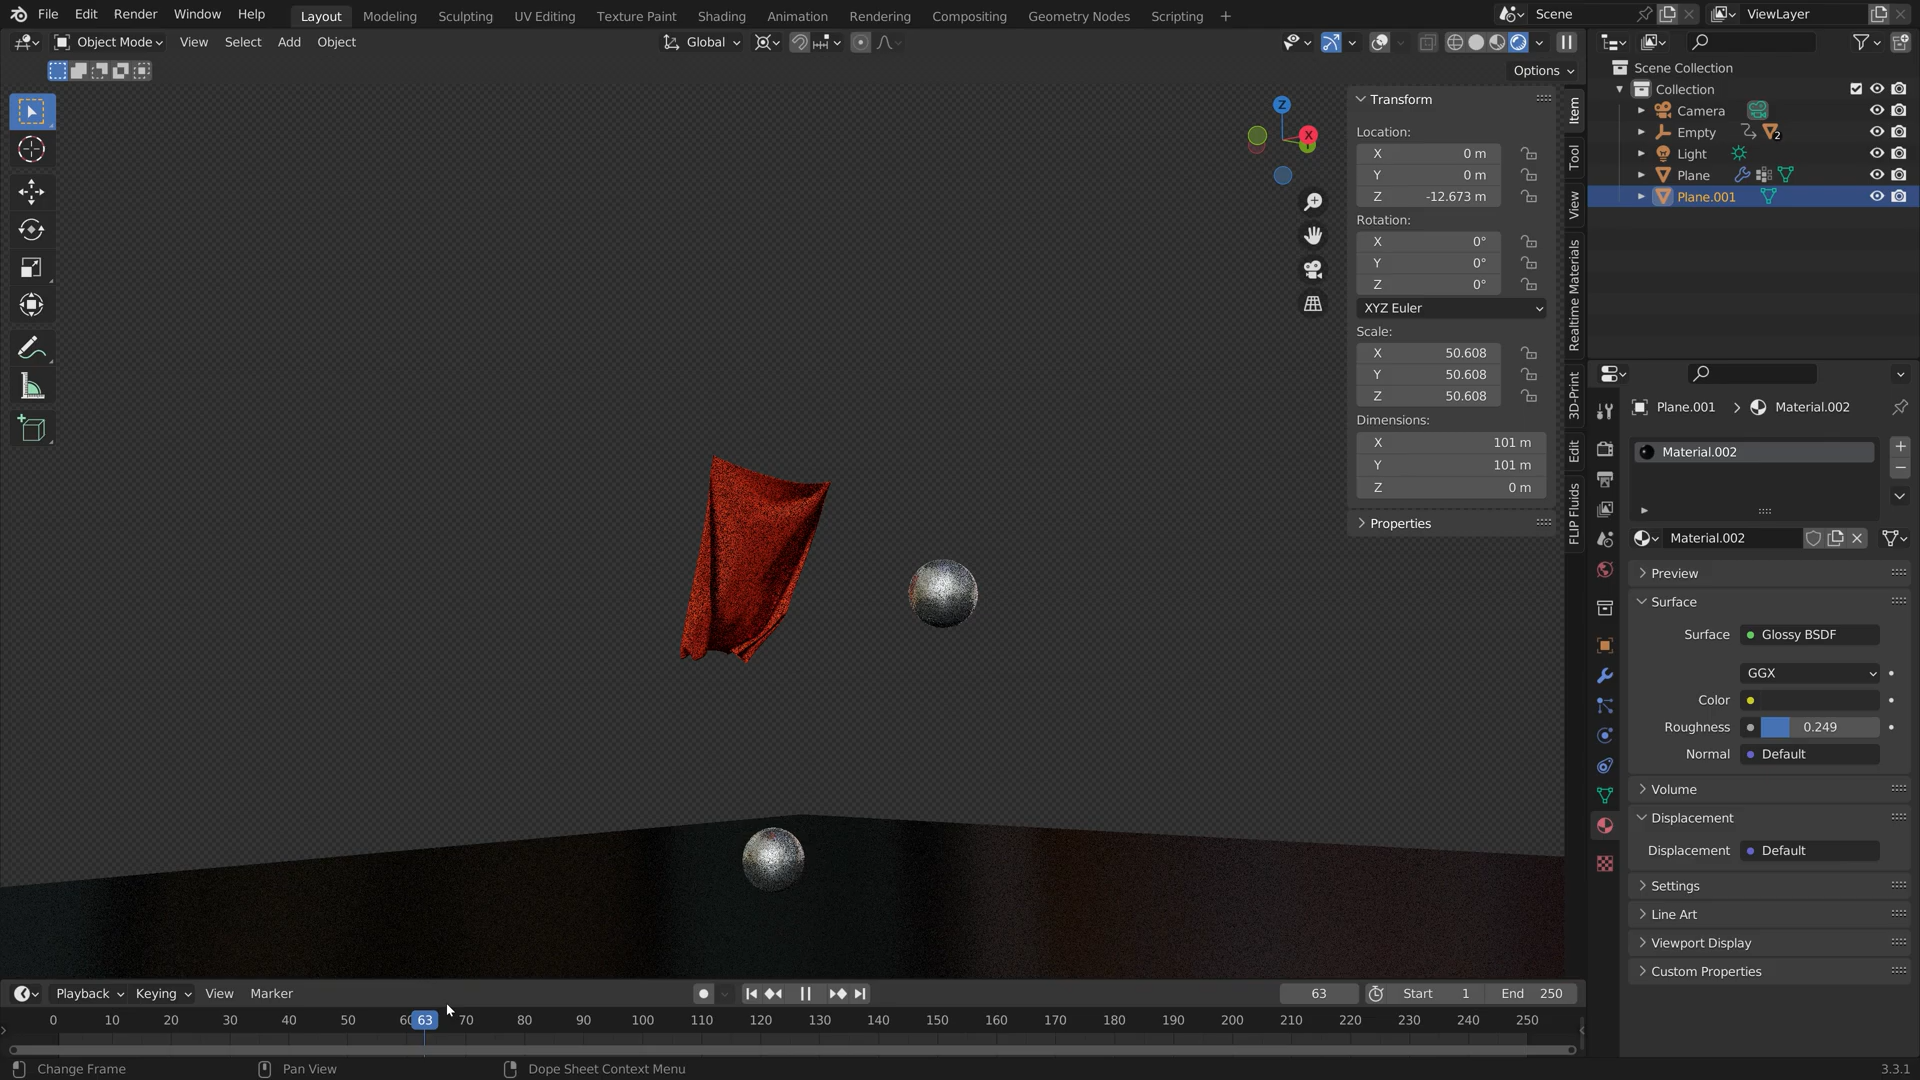 File Edit Render Window Help Layout Modeling Sculpting UV Editing Texture Paint Shading Animation Rendering Compositing Geometry Nodes Scripting + Scene ViewLayer
Object Mode View Select Add Object Global
Options
Transform
Location:
X 0 m
Y 0 m
Z -12.673 m
Rotation:
X 0°
Y 0°
Z 0°
XYZ Euler
Scale:
X 50.608
Y 50.608
Z 50.608
Dimensions:
X 101 m
Y 101 m
Z 0 m
Properties
Item
Tool
View
Realtime Materials
3D-Print
Edit
FLIP Fluids
Z
X
Y
Scene Collection
Collection
Camera
Empty 2
Light
Plane
Plane.001
Plane.001 > Material.002
Material.002
Material.002
Preview
Surface
Surface Glossy BSDF
GGX
Color
Roughness 0.249
Normal Default
Volume
Displacement
Displacement Default
Settings
Line Art
Viewport Display
Custom Properties
Playback Keying View Marker 63 Start 1 End 250
0 10 20 30 40 50 60 63 70 80 90 100 110 120 130 140 150 160 170 180 190 200 210 220 230 240 250
Change Frame Pan View Dope Sheet Context Menu 3.3.1